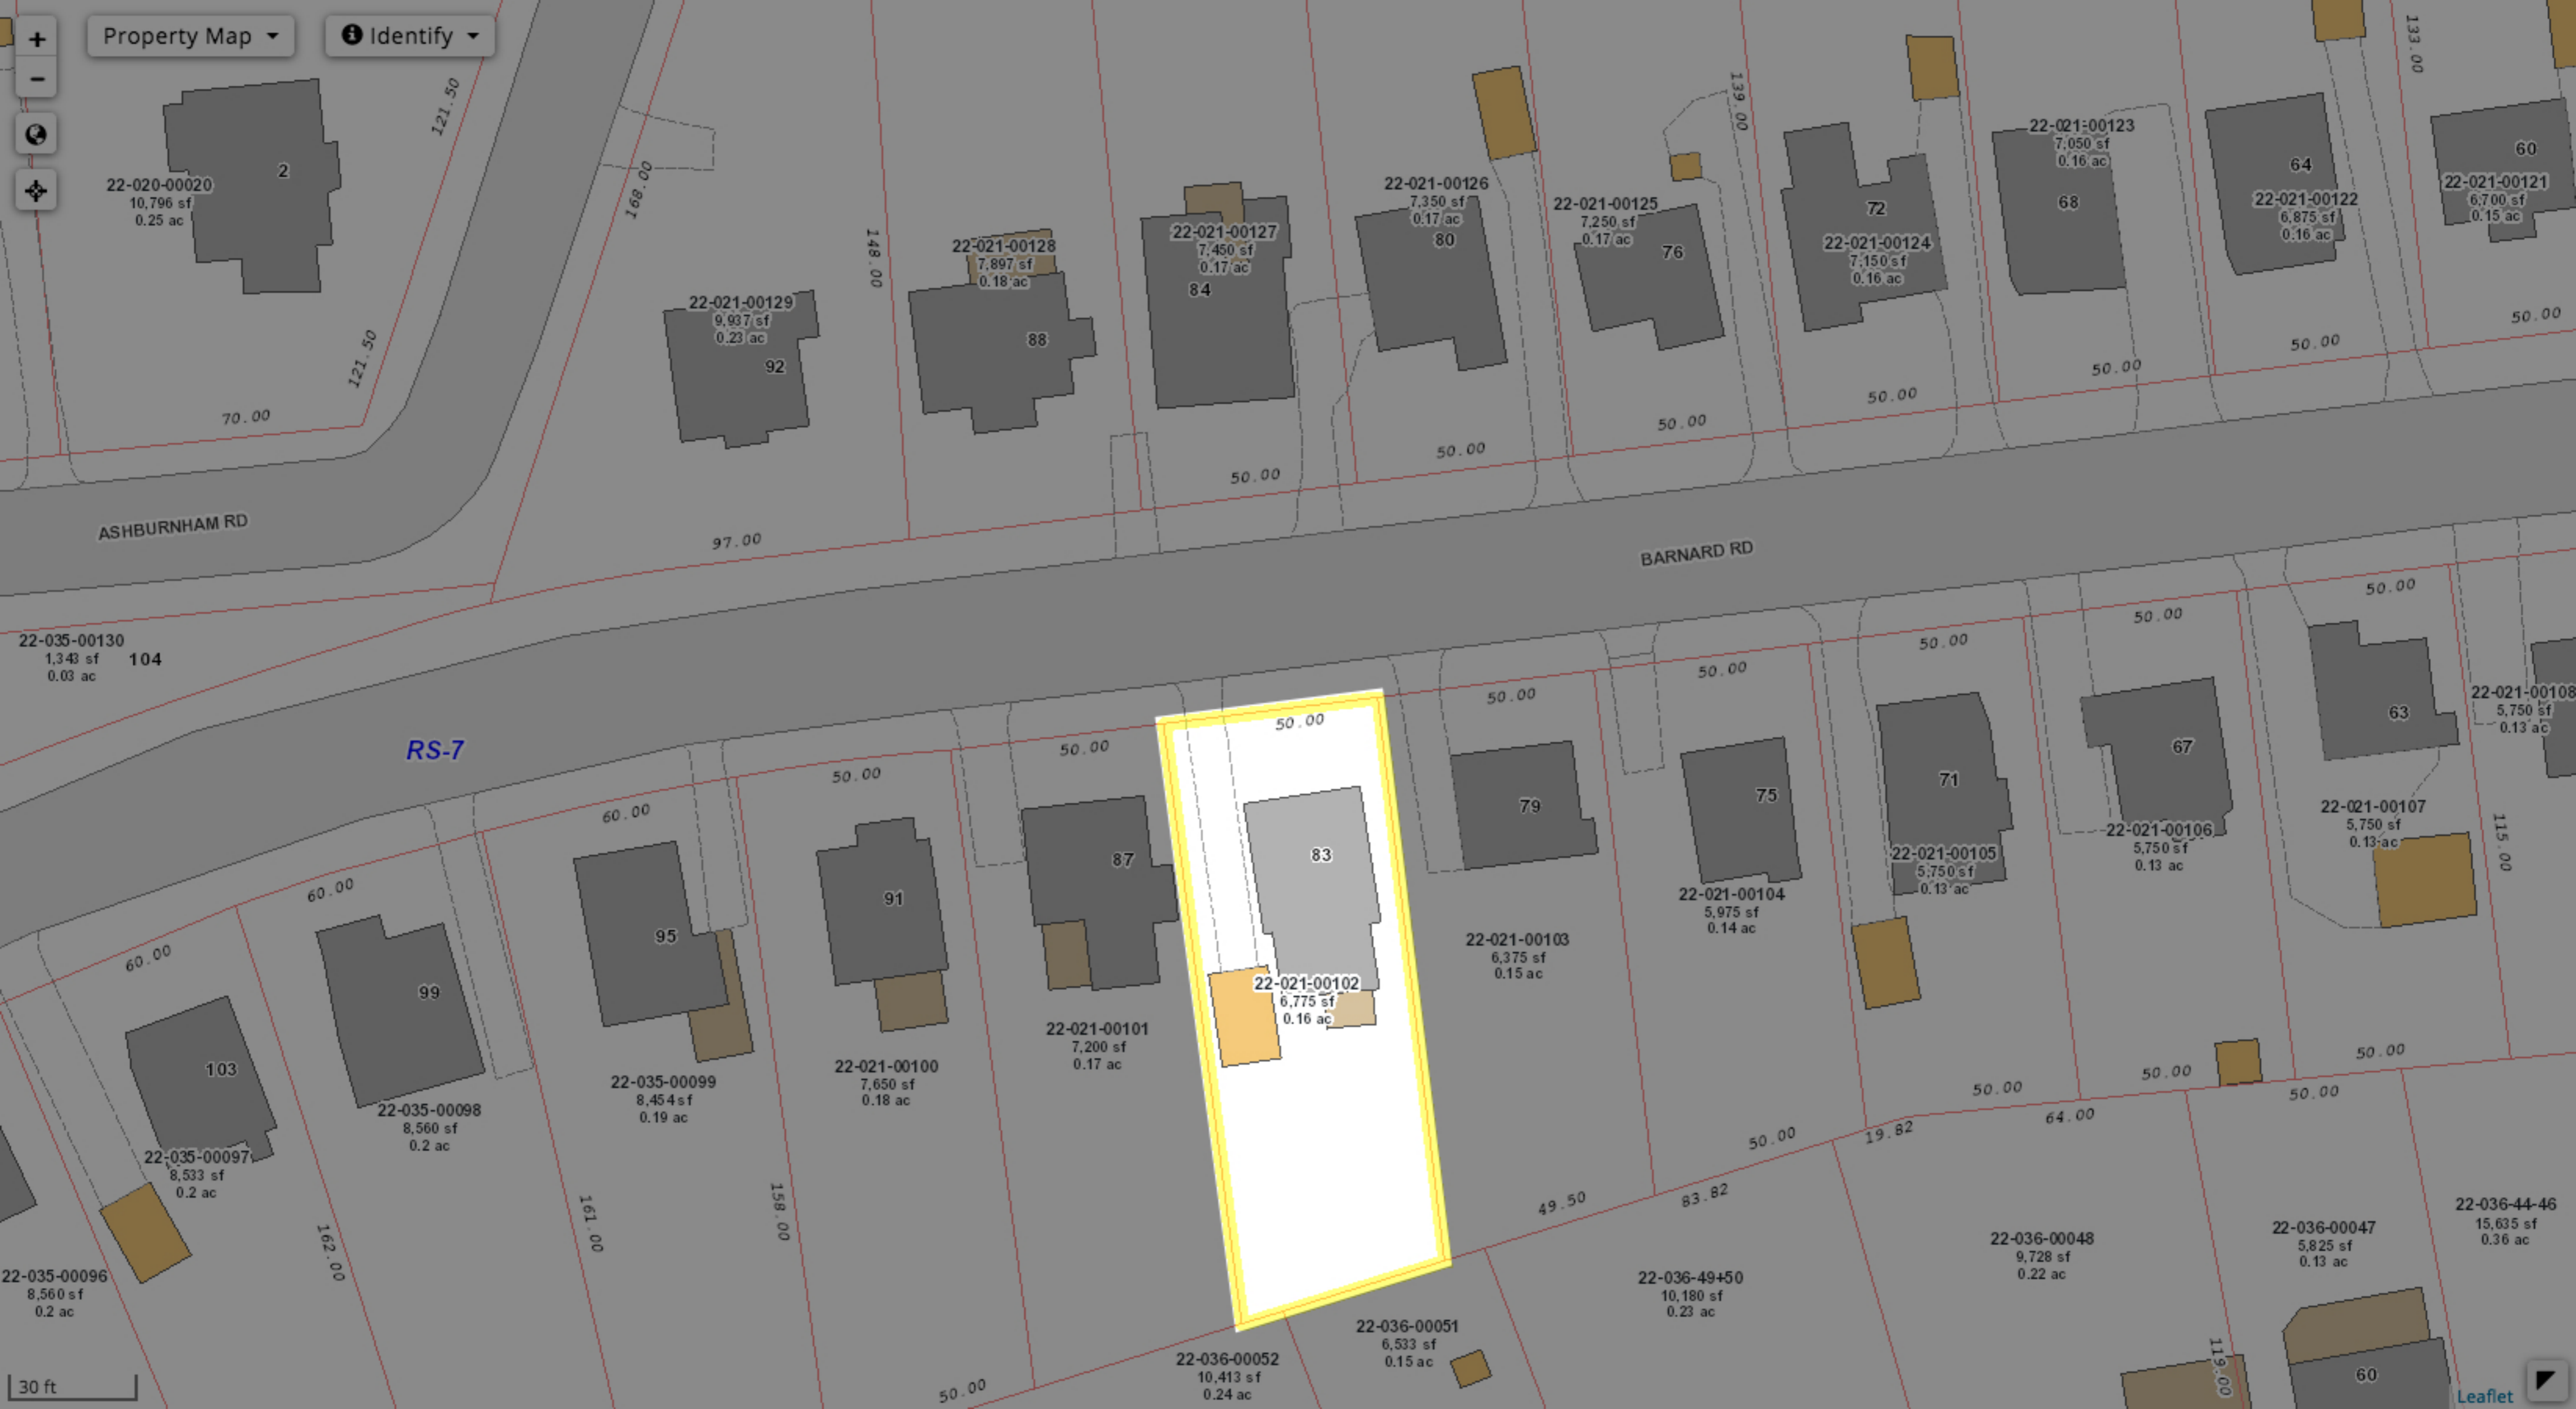 +
Property Map
Identify
−
121.50
133.00
139.00
2
22-020-00020
10,796 sf
0.25 ac
168.00
148.00
121.50
70.00
ASHBURNHAM RD
22-021-00129
9,937 sf
0.23 ac
92
22-021-00128
7,897 sf
0.18 ac
88
22-021-00127
7,450 sf
0.17 ac
84
22-021-00126
7,350 sf
0.17 ac
80
22-021-00125
7,250 sf
0.17 ac
76
72
22-021-00124
7,150 sf
0.16 ac
22-021-00123
7,050 sf
0.16 ac
68
64
22-021-00122
6,875 sf
0.16 ac
60
22-021-00121
6,700 sf
0.15 ac
97.00
50.00
50.00
50.00
50.00
50.00
50.00
50.00
BARNARD RD
22-035-00130
1,343 sf
0.03 ac
104
RS-7
60.00
60.00
60.00
50.00
50.00
50.00
50.00
50.00
50.00
50.00
50.00
103
22-035-00097
8,533 sf
0.2 ac
99
22-035-00098
8,560 sf
0.2 ac
95
22-035-00099
8,454 sf
0.19 ac
91
22-021-00100
7,650 sf
0.18 ac
87
22-021-00101
7,200 sf
0.17 ac
83
22-021-00102
6,775 sf
0.16 ac
79
22-021-00103
6,375 sf
0.15 ac
75
22-021-00104
5,975 sf
0.14 ac
71
22-021-00105
5,750 sf
0.13 ac
67
22-021-00106
5,750 sf
0.13 ac
63
22-021-00107
5,750 sf
0.13 ac
22-021-00108
5,750 sf
0.13 ac
115.00
22-035-00096
8,560 sf
0.2 ac
162.00
161.00
158.00
50.00
49.50
83.82
50.00
19.82
50.00
64.00
50.00
50.00
50.00
22-036-00052
10,413 sf
0.24 ac
22-036-00051
6,533 sf
0.15 ac
22-036-49+50
10,180 sf
0.23 ac
22-036-00048
9,728 sf
0.22 ac
22-036-00047
5,825 sf
0.13 ac
22-036-44-46
15,635 sf
0.36 ac
119.00
60
30 ft
Leaflet